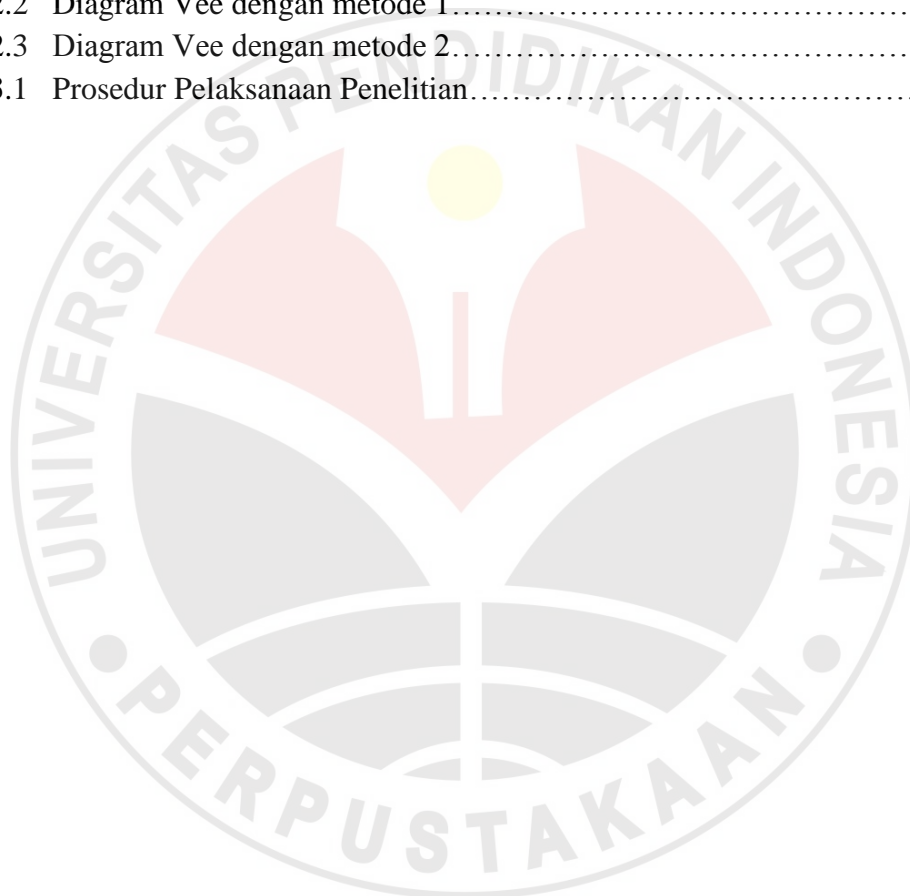 2.2 Diagram Vee dengan metode 1
2.3 Diagram Vee dengan metode 2……………………………………………
3.1 Prosedur Pelaksanaan Penelitian…………………………………………
UNIVERSITAS PENDIDIKAN INDONESIA
PERPUSTAKAAN